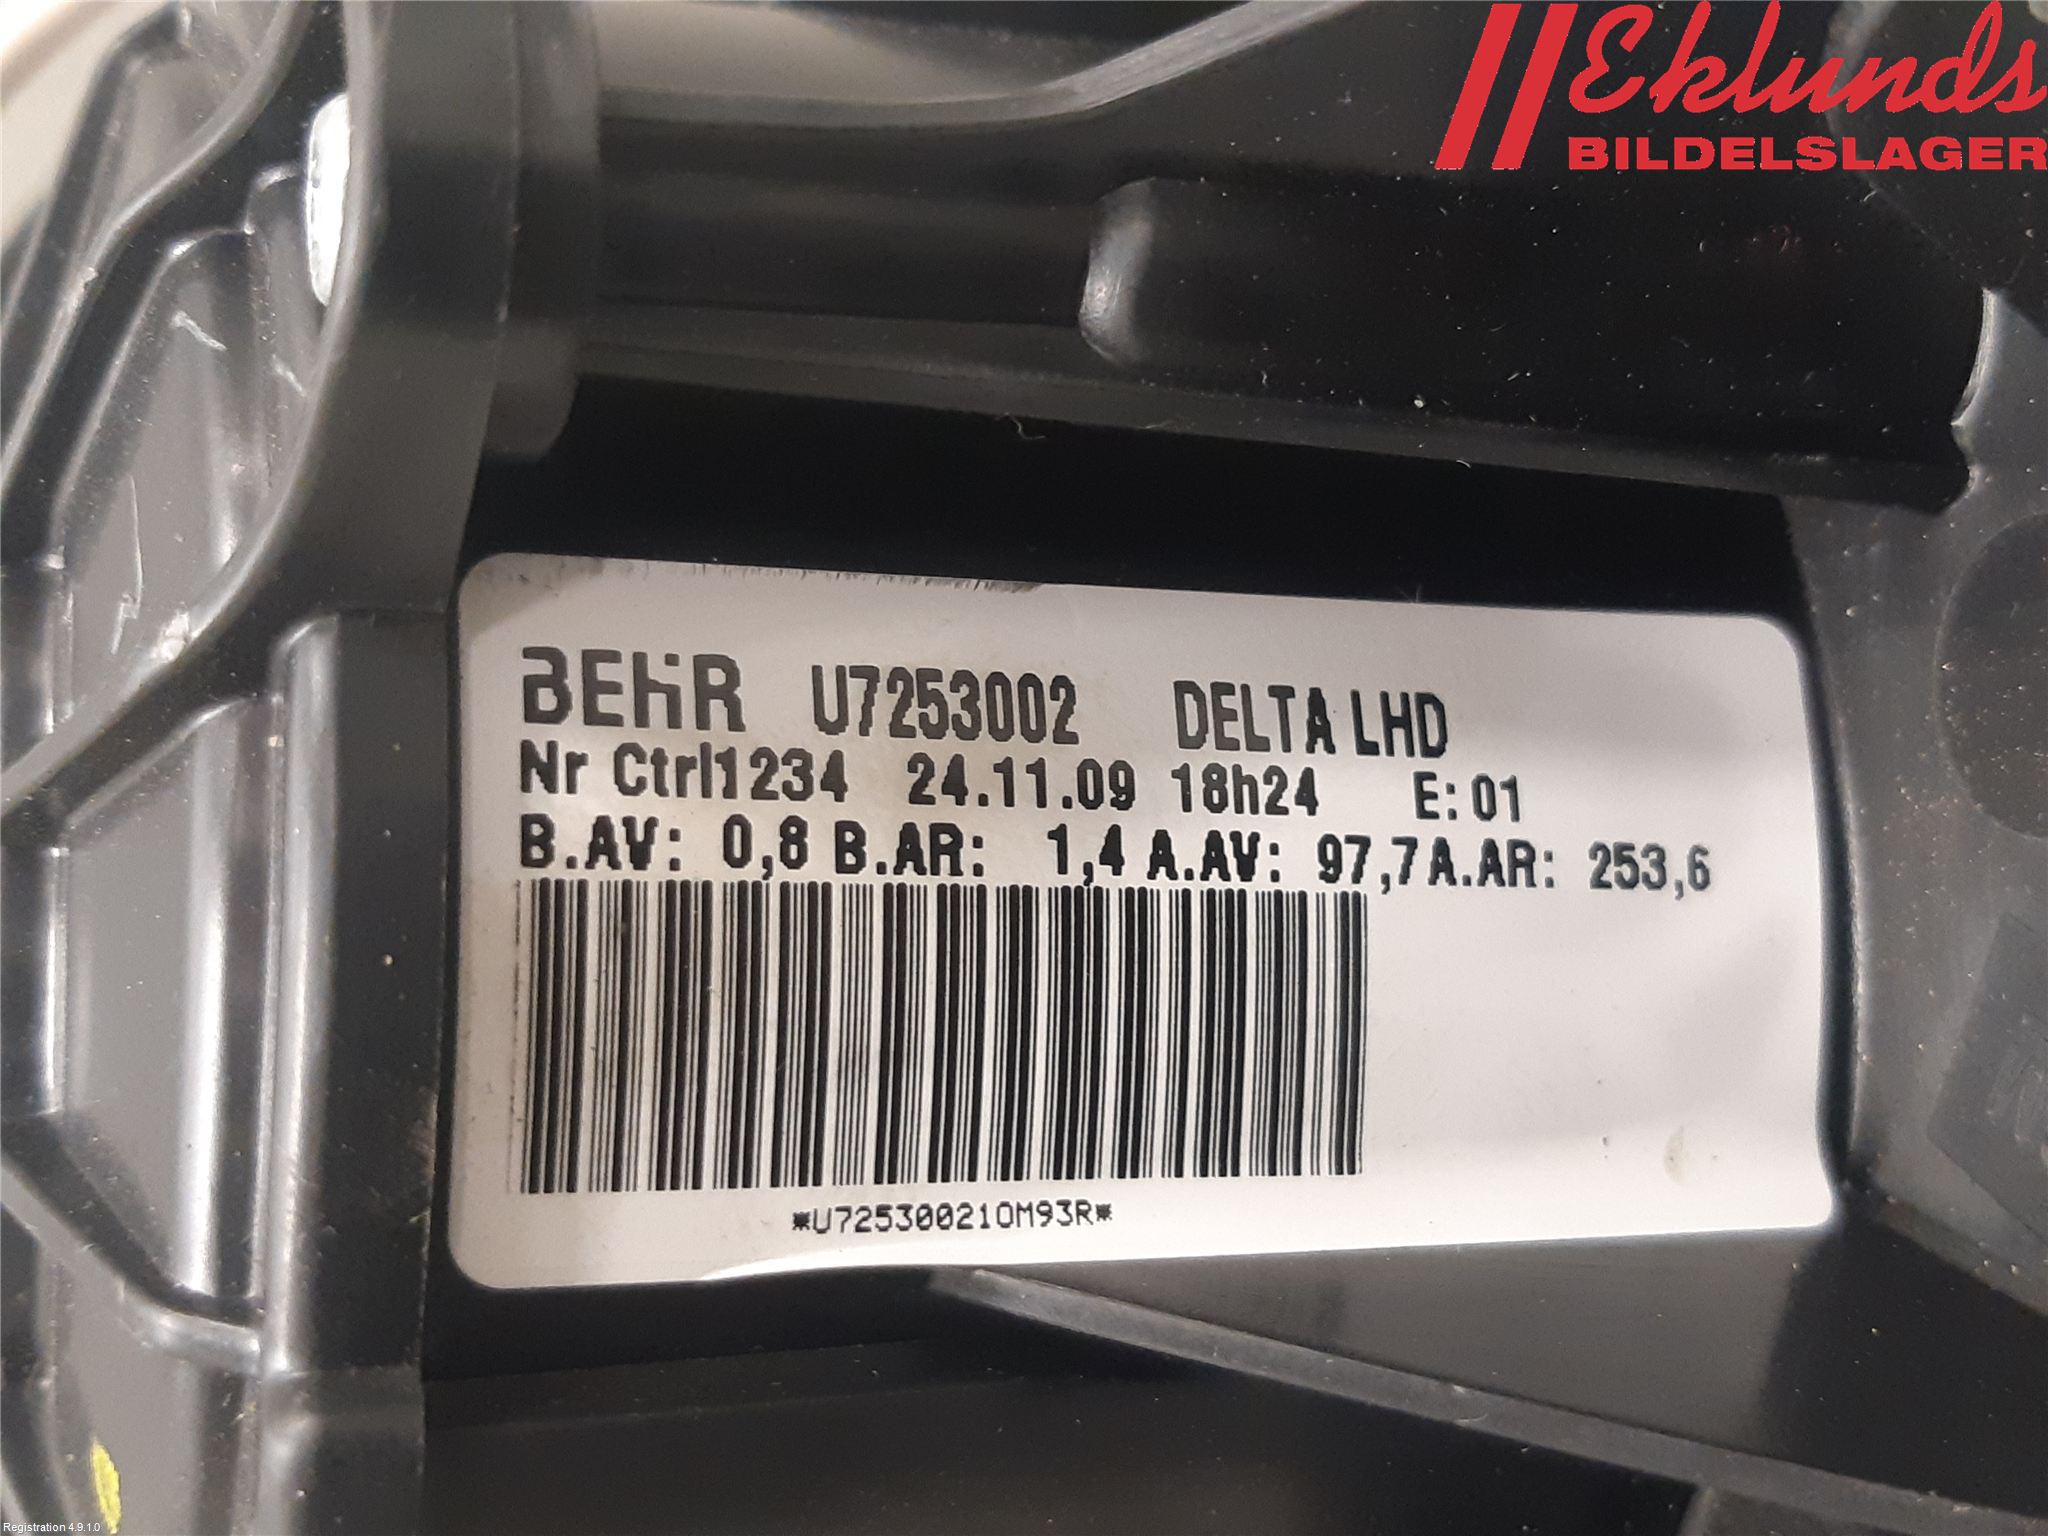 Eklunds
BILDELSLAGER
BEHR U7253002 DELTA LHD
Nr Ctrl1234 24.11.09 18h24 E: 01
B.AV: 0,8 B.AR: 1,4 A.AV: 97,7A.AR: 253,6
*U725300210M93R*
Registration 4.9.1.0